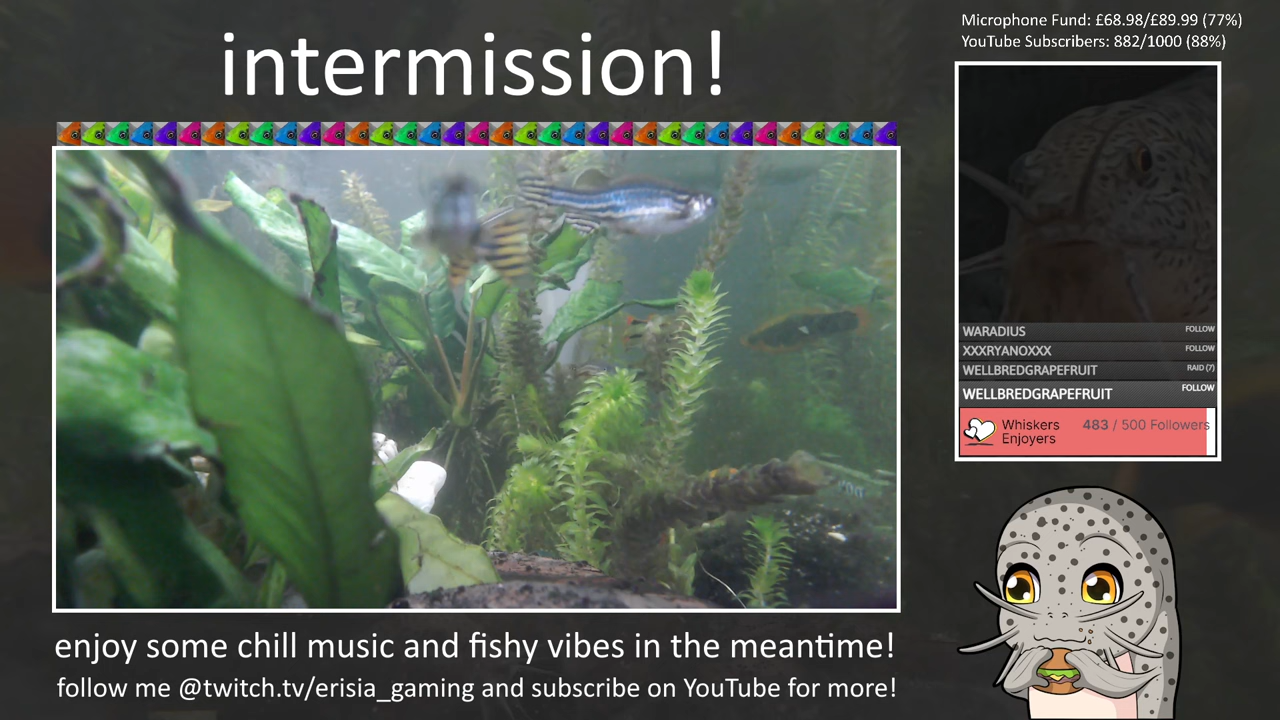 intermission!
Microphone Fund: £68.98/£89.99 (77%)
YouTube Subscribers: 882/1000 (88%)
WARADIUS FOLLOW
XXXRYANOXXX FOLLOW
WELLBREDGRAPEFRUIT RAID (7)
WELLBREDGRAPEFRUIT FOLLOW
Whiskers Enjoyers 483 / 500 Followers
enjoy some chill music and fishy vibes in the meantime!
follow me @twitch.tv/erisia_gaming and subscribe on YouTube for more!